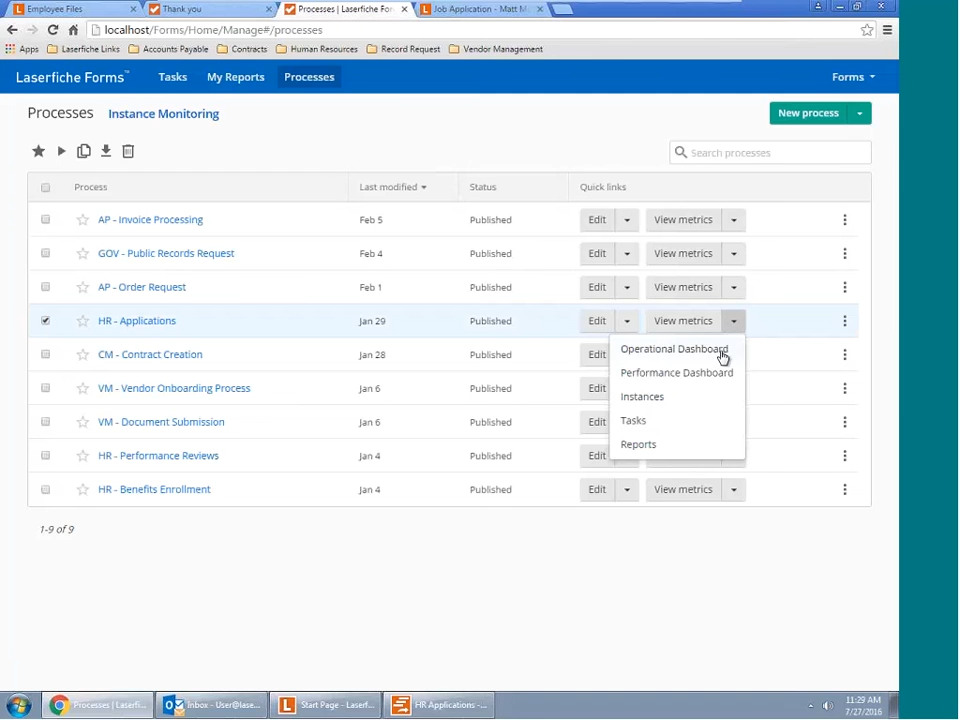 Employee Files
Thank you
Processes | Laserfiche For
Job Application - Matt M
localhost/Forms/Home/Manage#/processes
Apps Laserfiche Links Accounts Payable Contracts Human Resources Record Request Vendor Management
Laserfiche Forms™ Tasks My Reports Processes Forms
Processes Instance Monitoring New process
Search processes
Process Last modified Status Quick links
AP - Invoice Processing Feb 5 Published Edit View metrics
GOV - Public Records Request Feb 4 Published Edit View metrics
AP - Order Request Feb 1 Published Edit View metrics
HR - Applications Jan 29 Published Edit View metrics
Operational Dashboard
CM - Contract Creation Jan 28 Published Edit
Performance Dashboard
VM - Vendor Onboarding Process Jan 6 Published Edit
Instances
VM - Document Submission Jan 6 Published Edit
Tasks
HR - Performance Reviews Jan 4 Published Edit
Reports
HR - Benefits Enrollment Jan 4 Published Edit View metrics
1-9 of 9
Processes | Laserfi...
Inbox - User@lase...
Start Page - Laserf...
HR Applications -...
11:29 AM
7/27/2016